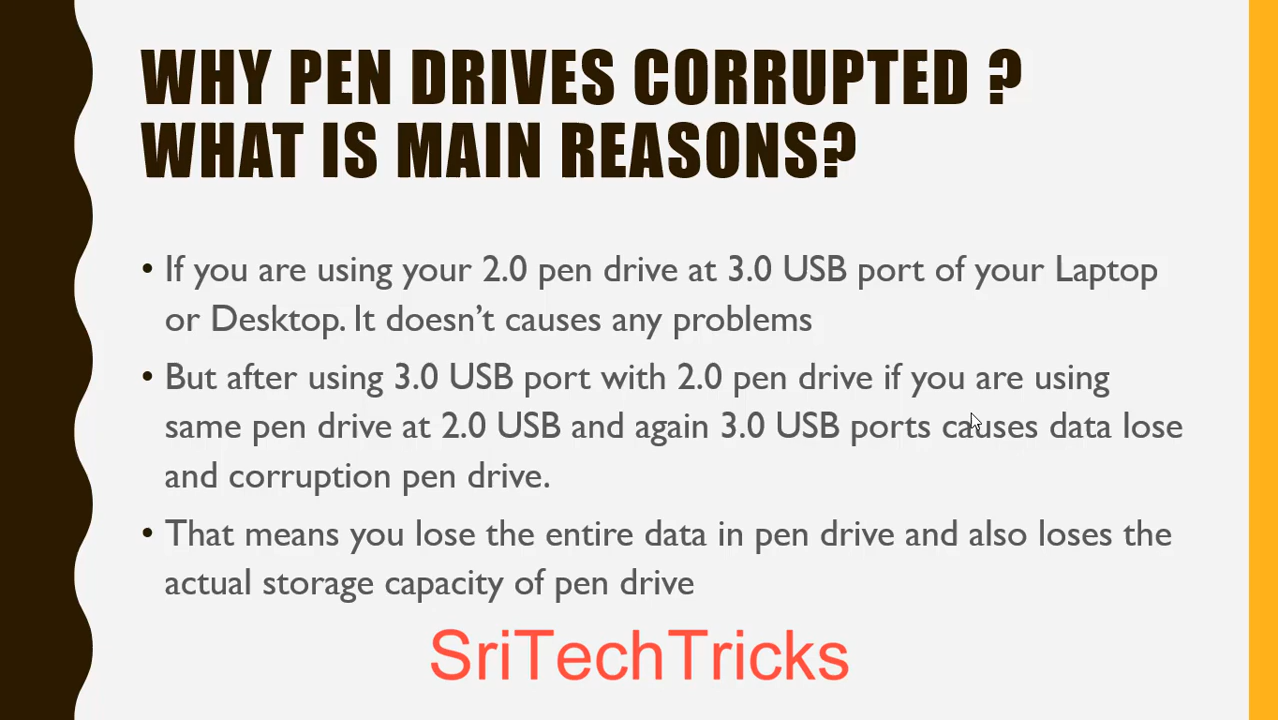 WHY PEN DRIVES CORRUPTED ?
WHAT IS MAIN REASONS?
• If you are using your 2.0 pen drive at 3.0 USB port of your Laptop
or Desktop. It doesn’t causes any problems
• But after using 3.0 USB port with 2.0 pen drive if you are using
same pen drive at 2.0 USB and again 3.0 USB ports causes data lose
and corruption pen drive.
• That means you lose the entire data in pen drive and also loses the
actual storage capacity of pen drive
SriTechTricks